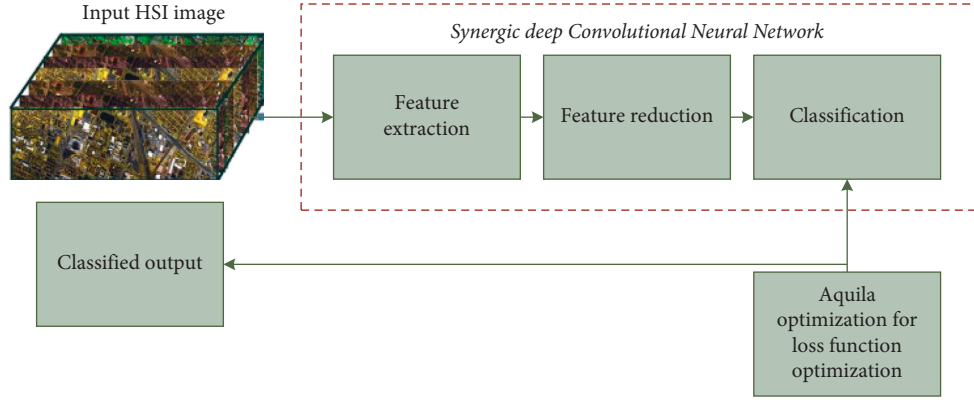 Input HSI image
Synergic deep Convolutional Neural Network
Feature
extraction
Feature reduction
Classification
Classified output
Aquila
optimization for
loss function
optimization